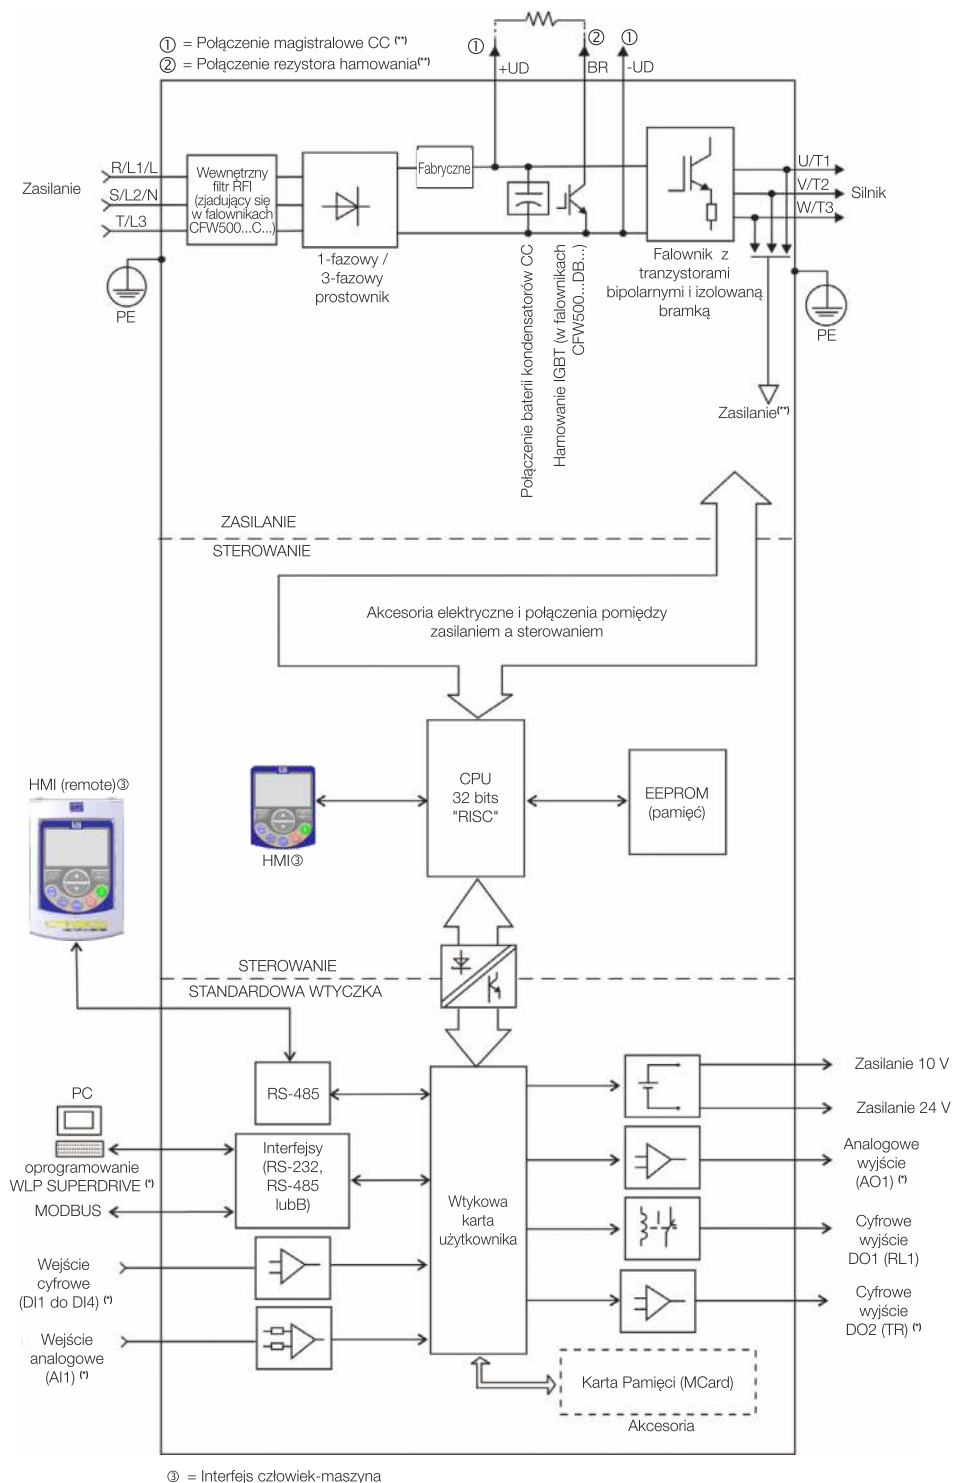 ① = Połączenie magistralowe CC (**)
② = Połączenie rezystora hamowania(**)
① ② ①
+UD BR -UD
Zasilanie
R/L1/L
S/L2/N
T/L3
PE
Wewnętrzny
filtr RFI
(zjadujący się
w falownikach
CFW500...C...)
1-fazowy /
3-fazowy
prostownik
Fabryczne
Połączenie baterii kondensatorów CC
Hamowanie IGBT (w falownikach
CFW500...DB...)
Falownik z
tranzystorami
bipolarnymi i izolowaną
bramką
U/T1
V/T2
W/T3
Silnik
PE
Zasilanie(**)
ZASILANIE
STEROWANIE
Akcesoria elektryczne i połączenia pomiędzy
zasilaniem a sterowaniem
HMI (remote)③
HMI③
CPU
32 bits
"RISC"
EEPROM
(pamięć)
STEROWANIE
STANDARDOWA WTYCZKA
RS-485
PC
oprogramowanie
WLP SUPERDRIVE (*)
MODBUS
Interfejsy
(RS-232,
RS-485
lubB)
Wejście
cyfrowe
(DI1 do DI4) (*)
Wejście
analogowe
(AI1) (*)
Wtykowa
karta
użytkownika
Zasilanie 10 V
Zasilanie 24 V
Analogowe
wyjście
(AO1) (*)
Cyfrowe
wyjście
DO1 (RL1)
Cyfrowe
wyjście
DO2 (TR) (*)
Karta Pamięci (MCard)
Akcesoria
③ = Interfejs człowiek-maszyna